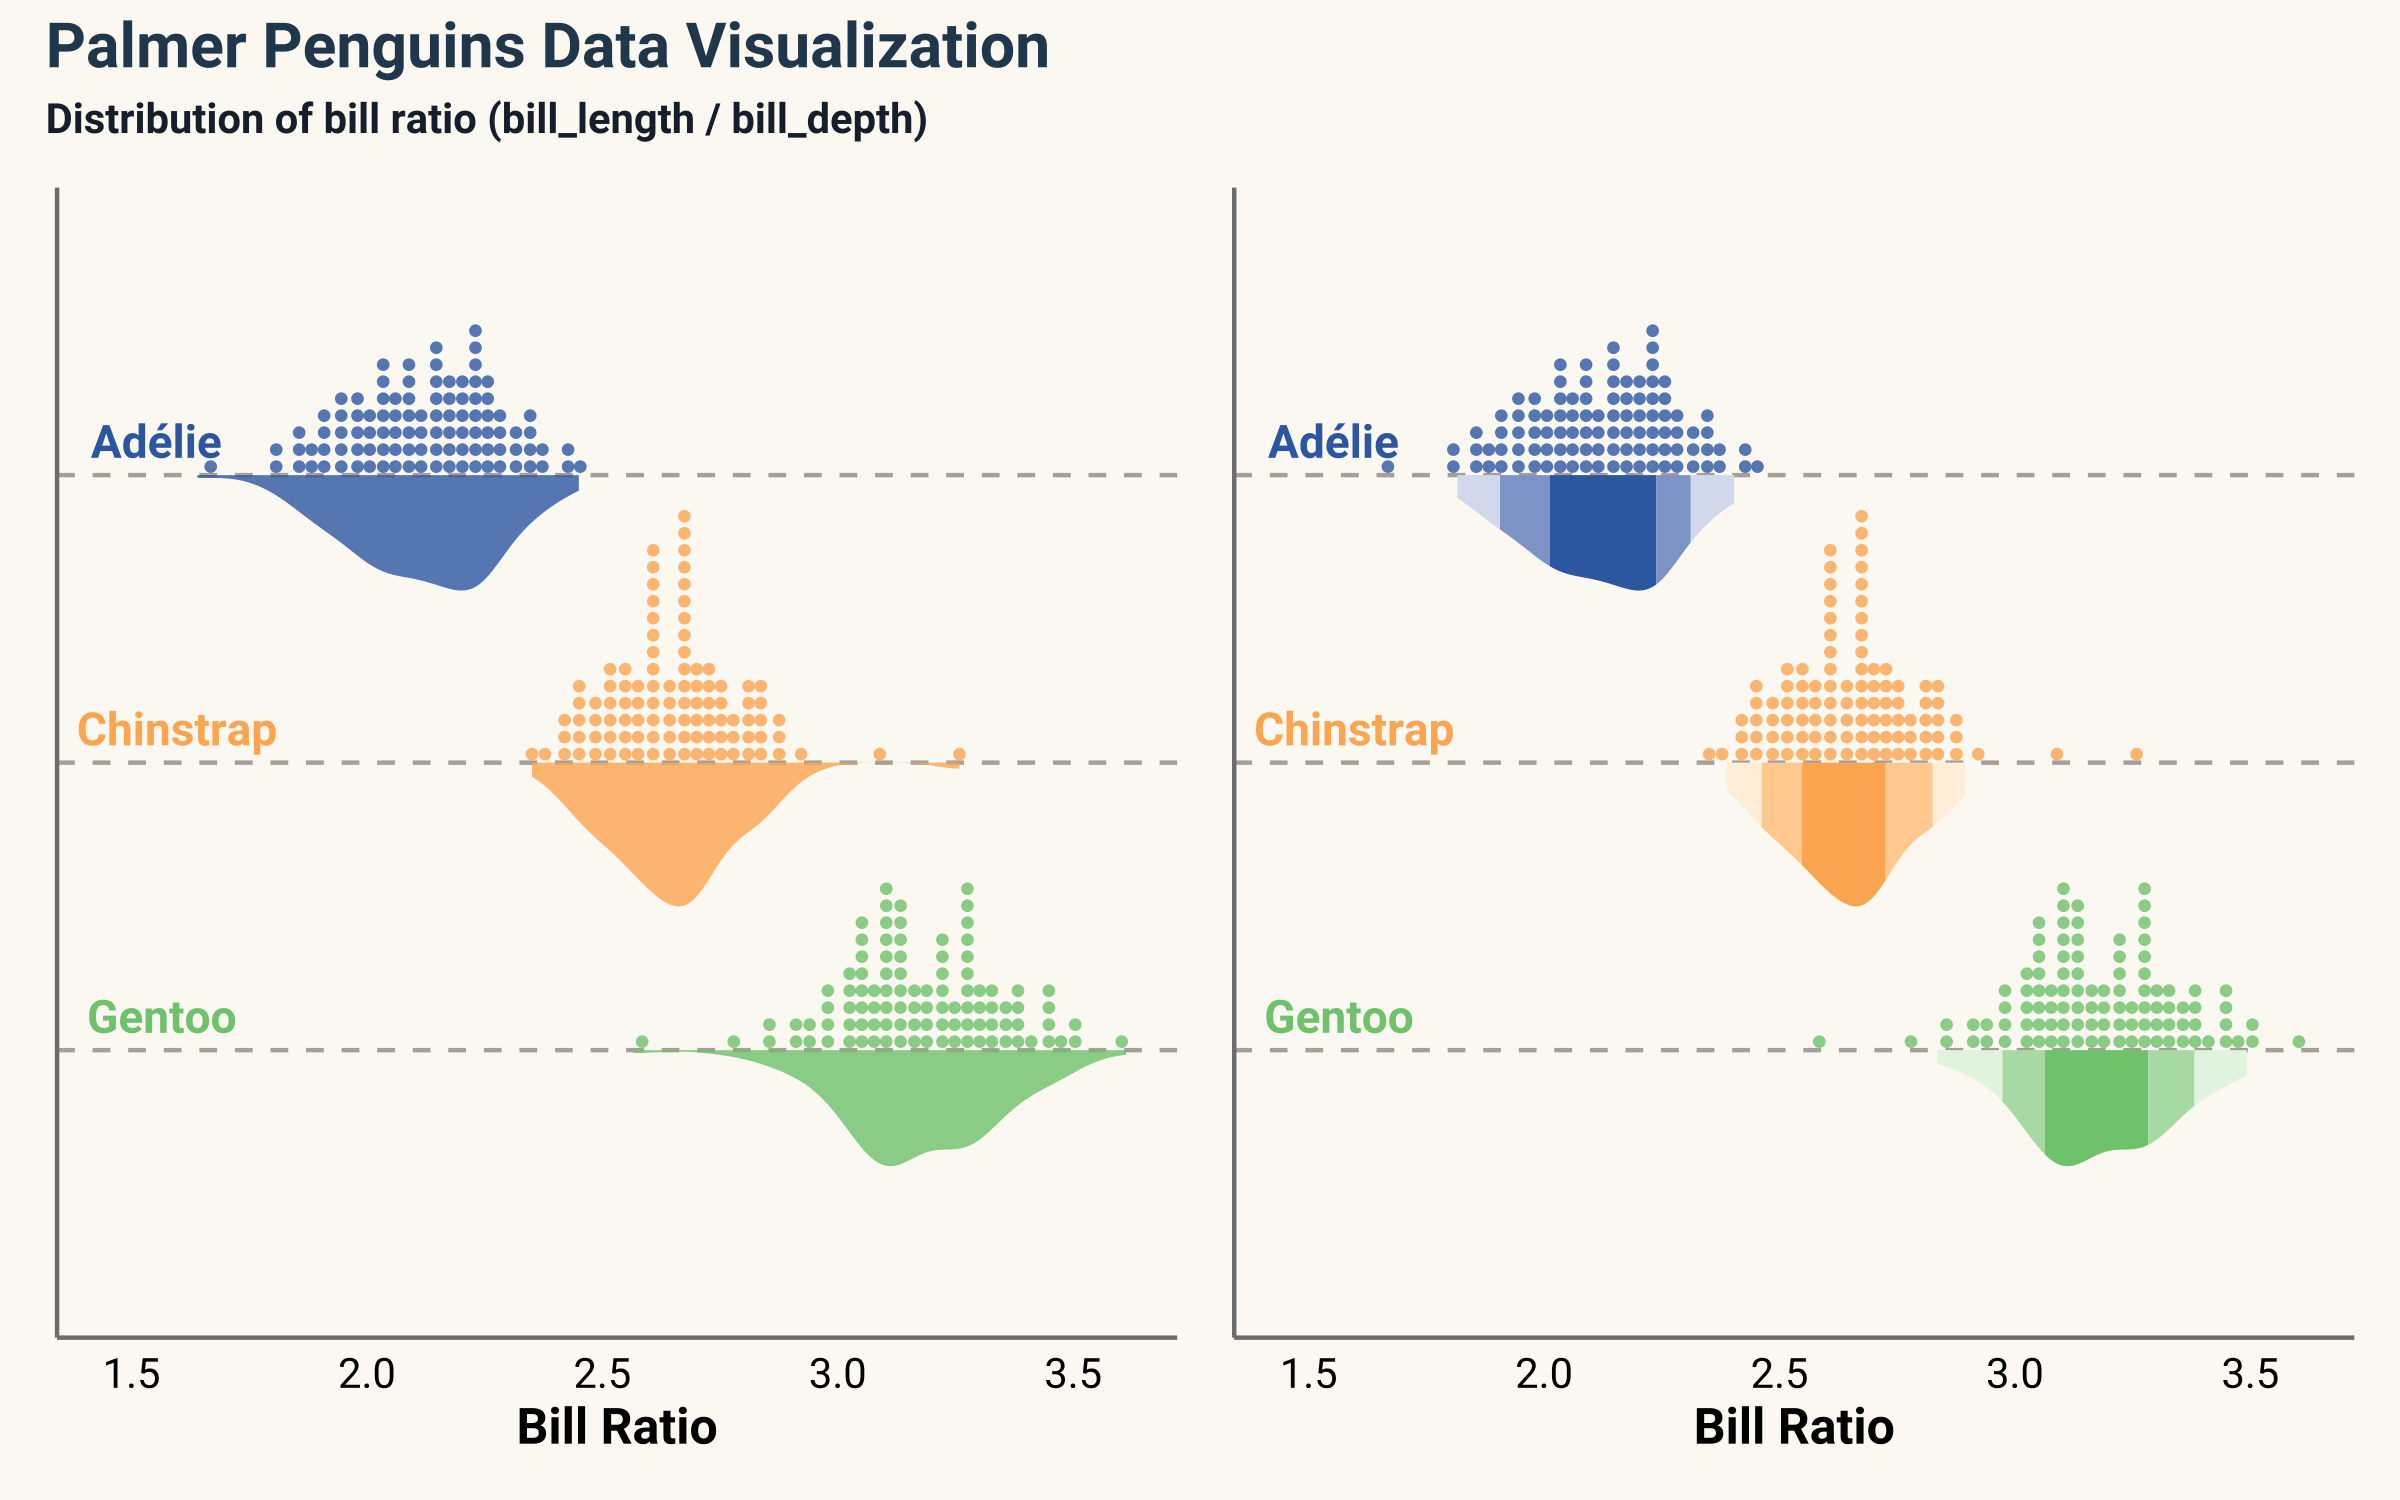 Palmer Penguins Data Visualization
Distribution of bill ratio (bill_length / bill_depth)
Adélie
Chinstrap
Gentoo
1.5 2.0 2.5 3.0 3.5
Bill Ratio
Adélie
Chinstrap
Gentoo
1.5 2.0 2.5 3.0 3.5
Bill Ratio